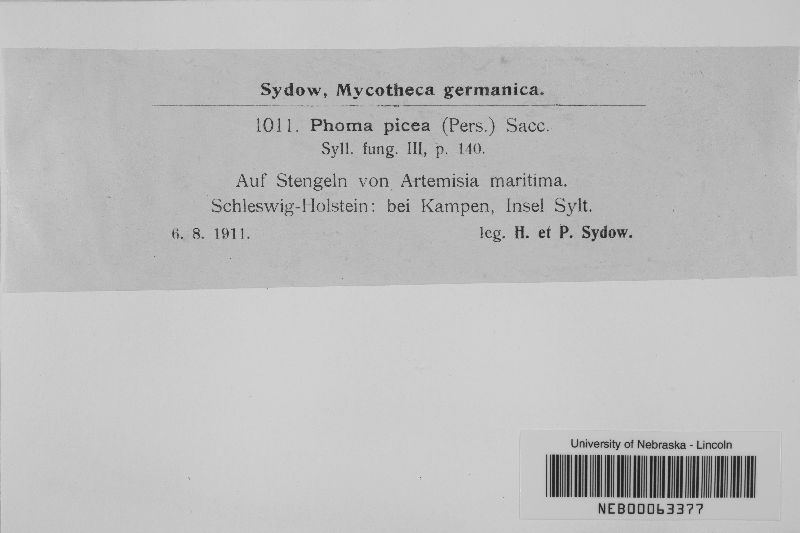 Sydow, Mycotheca germanica.
1011. Phoma picea (Pers.) Sacc.
Syll. fung. III, p. 140.
Auf Stengeln von Artemisia maritima.
Schleswig-Holstein: bei Kampen, Insel Sylt.
6. 8. 1911. leg. H. et P. Sydow.
University of Nebraska - Lincoln
NEB00063377